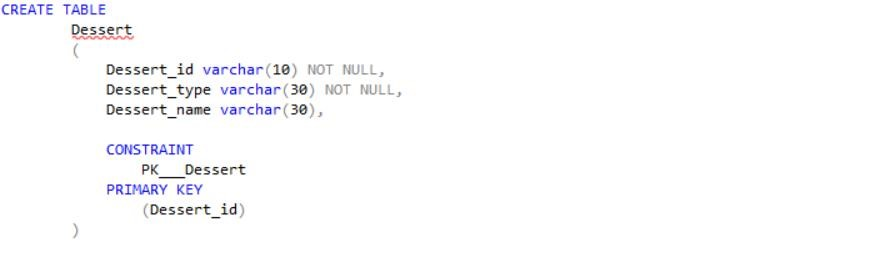 CREATE TABLE
Dessert
(
Dessert_id varchar(10) NOT NULL,
Dessert_type varchar(30) NOT NULL,
Dessert_name varchar(30),
CONSTRAINT
PK___Dessert
PRIMARY KEY
(Dessert_id)
)